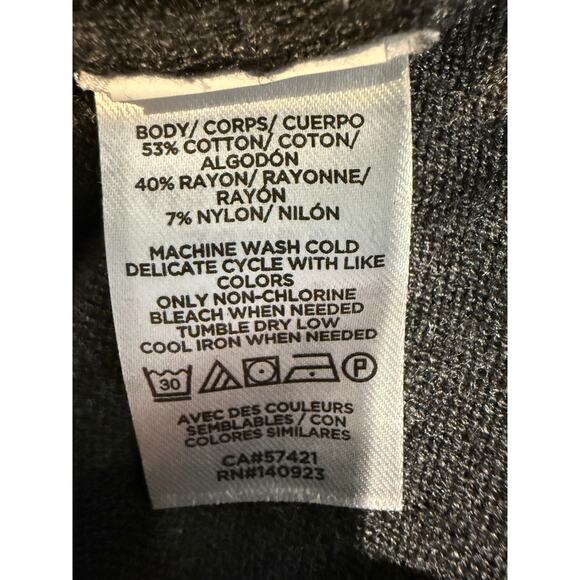 BODY/ CORPS/ CUERPO
53% COTTON/ COTON/
ALGODÓN
40% RAYON/ RAYONNE/
RAYÓN
7% NYLON/ NILÓN
MACHINE WASH COLD
DELICATE CYCLE WITH LIKE
COLORS
ONLY NON-CHLORINE
BLEACH WHEN NEEDED
TUMBLE DRY LOW
COOL IRON WHEN NEEDED
30 P
AVEC DES COULEURS
SEMBLABLES / CON
COLORES SIMILARES
CA#57421
RN#140923